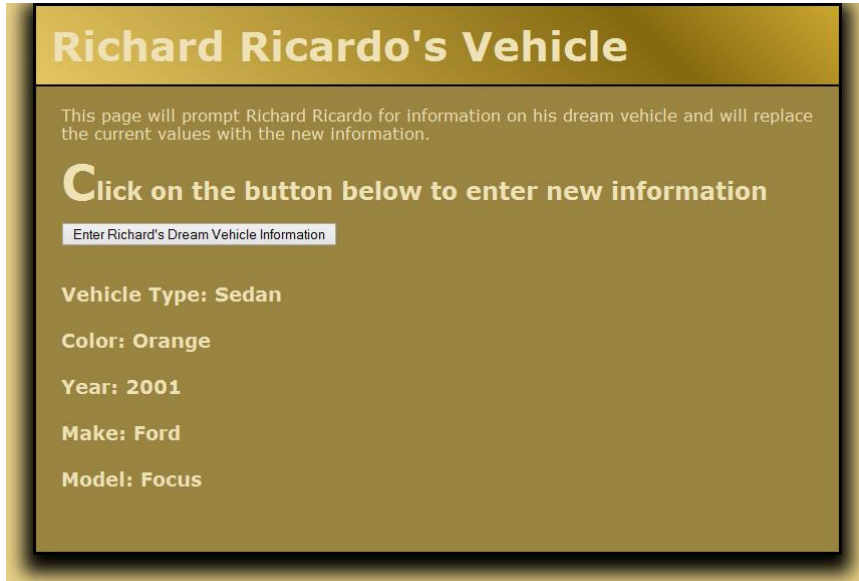 Richard Ricardo's Vehicle
This page will prompt Richard Ricardo for information on his dream vehicle and will replace
the current values with the new information.
Click on the button below to enter new information
Enter Richard's Dream Vehicle Information
Vehicle Type: Sedan
Color: Orange
Year: 2001
Make: Ford
Model: Focus